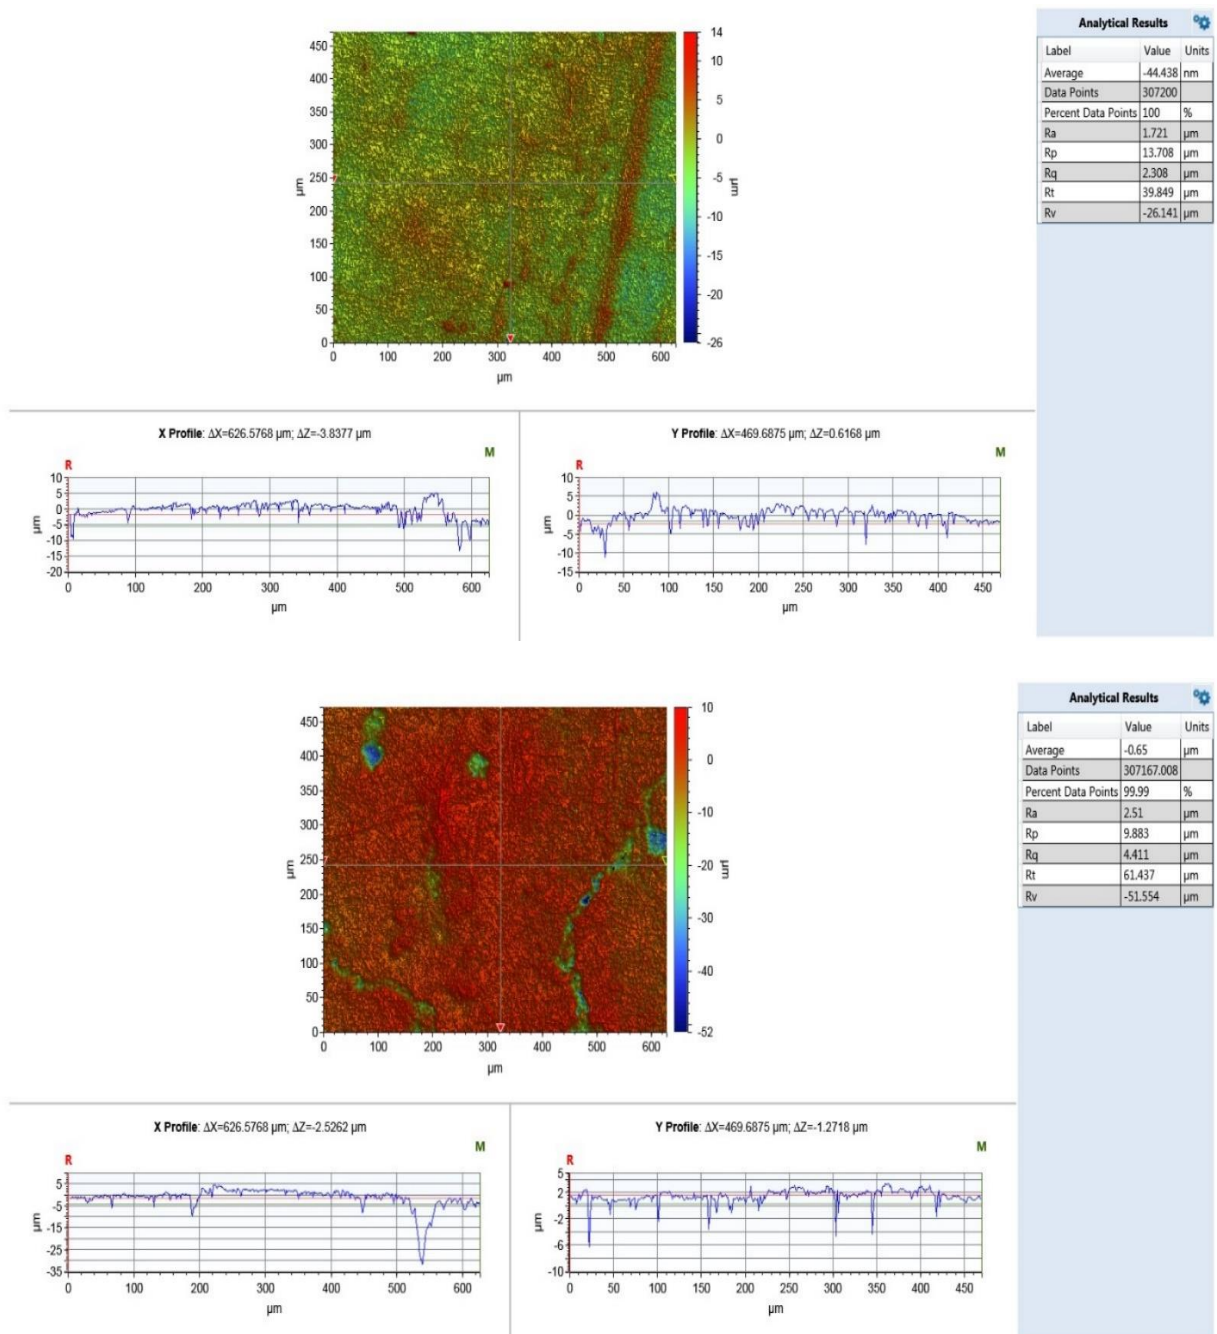 Analytical Results
Label Value Units
Average -44.438 nm
Data Points 307200
Percent Data Points 100 %
Ra 1.721 µm
Rp 13.708 µm
Rq 2.308 µm
Rt 39.849 µm
Rv -26.141 µm
450
400
350
300
250
200
150
100
50
0
µm
0 100 200 300 400 500 600
µm
14
10
5
0
-5
-10
-15
-20
-26
µm
X Profile: ΔX=626.5768 µm; ΔZ=-3.8377 µm
R M
10
5
0
-5
-10
-15
-20
µm
0 100 200 300 400 500 600
µm
Y Profile: ΔX=469.6875 µm; ΔZ=0.6168 µm
R M
10
5
0
-5
-10
-15
µm
0 50 100 150 200 250 300 350 400 450
µm
Analytical Results
Label Value Units
Average -0.65 µm
Data Points 307167.008
Percent Data Points 99.99 %
Ra 2.51 µm
Rp 9.883 µm
Rq 4.411 µm
Rt 61.437 µm
Rv -51.554 µm
450
400
350
300
250
200
150
100
50
0
µm
0 100 200 300 400 500 600
µm
10
0
-10
-20
-30
-40
-52
µm
X Profile: ΔX=626.5768 µm; ΔZ=-2.5262 µm
R M
5
-5
-15
-25
-35
µm
0 100 200 300 400 500 600
µm
Y Profile: ΔX=469.6875 µm; ΔZ=-1.2718 µm
R M
5
2
-2
-6
-10
µm
0 50 100 150 200 250 300 350 400 450
µm